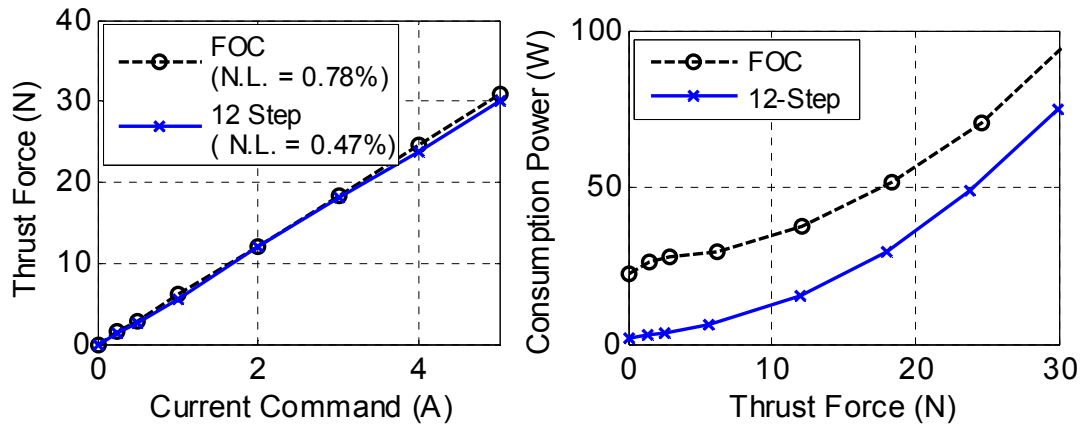 Thrust Force (N)
40
30
20
10
0
FOC
(N.L. = 0.78%)
12 Step
( N.L. = 0.47%)
0
2
4
Current Command (A)
Consumption Power (W)
100
50
0
FOC
12-Step
0
10
20
30
Thrust Force (N)